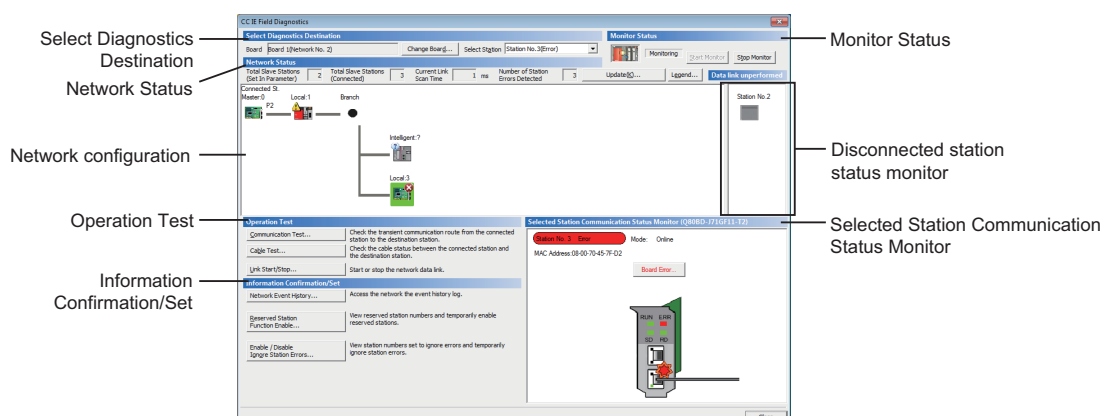 Select Diagnostics
Destination
Network Status
Network configuration
Operation Test
Information
Confirmation/Set
CC IE Field Diagnostics
Select Diagnostics Destination
Board Board 1(Network No. 2) Change Board... Select Station Station No.3(Error)
Monitor Status
Monitoring Start Monitor Stop Monitor
Network Status
Total Slave Stations
(Set In Parameter) 2
Total Slave Stations
(Connected) 3
Current Link
Scan Time 1 ms
Number of Station
Errors Detected 3
Update(K)... Legend... Data link unperformed
Connected St.
Master:0 Local:1 Branch
P2
Station No.2
Intelligent:?
Local:3
Operation Test
Communication Test... Check the transient communication route from the connected
station to the destination station.
Cable Test... Check the cable status between the connected station and
the destination station.
Link Start/Stop... Start or stop the network data link.
Information Confirmation/Set
Network Event History... Access the network the event history log.
Reserved Station
Function Enable...
View reserved station numbers and temporarily enable
reserved stations.
Enable / Disable
Ignore Station Errors...
View station numbers set to ignore errors and temporarily
ignore station errors.
Selected Station Communication Status Monitor (Q80BD-J71GF11-T2)
Station No. 3 Error Mode: Online
MAC Address:08-00-70-45-7F-D2
Board Error...
RUN ERR
SD RD
Close
Monitor Status
Disconnected station
status monitor
Selected Station Communication
Status Monitor